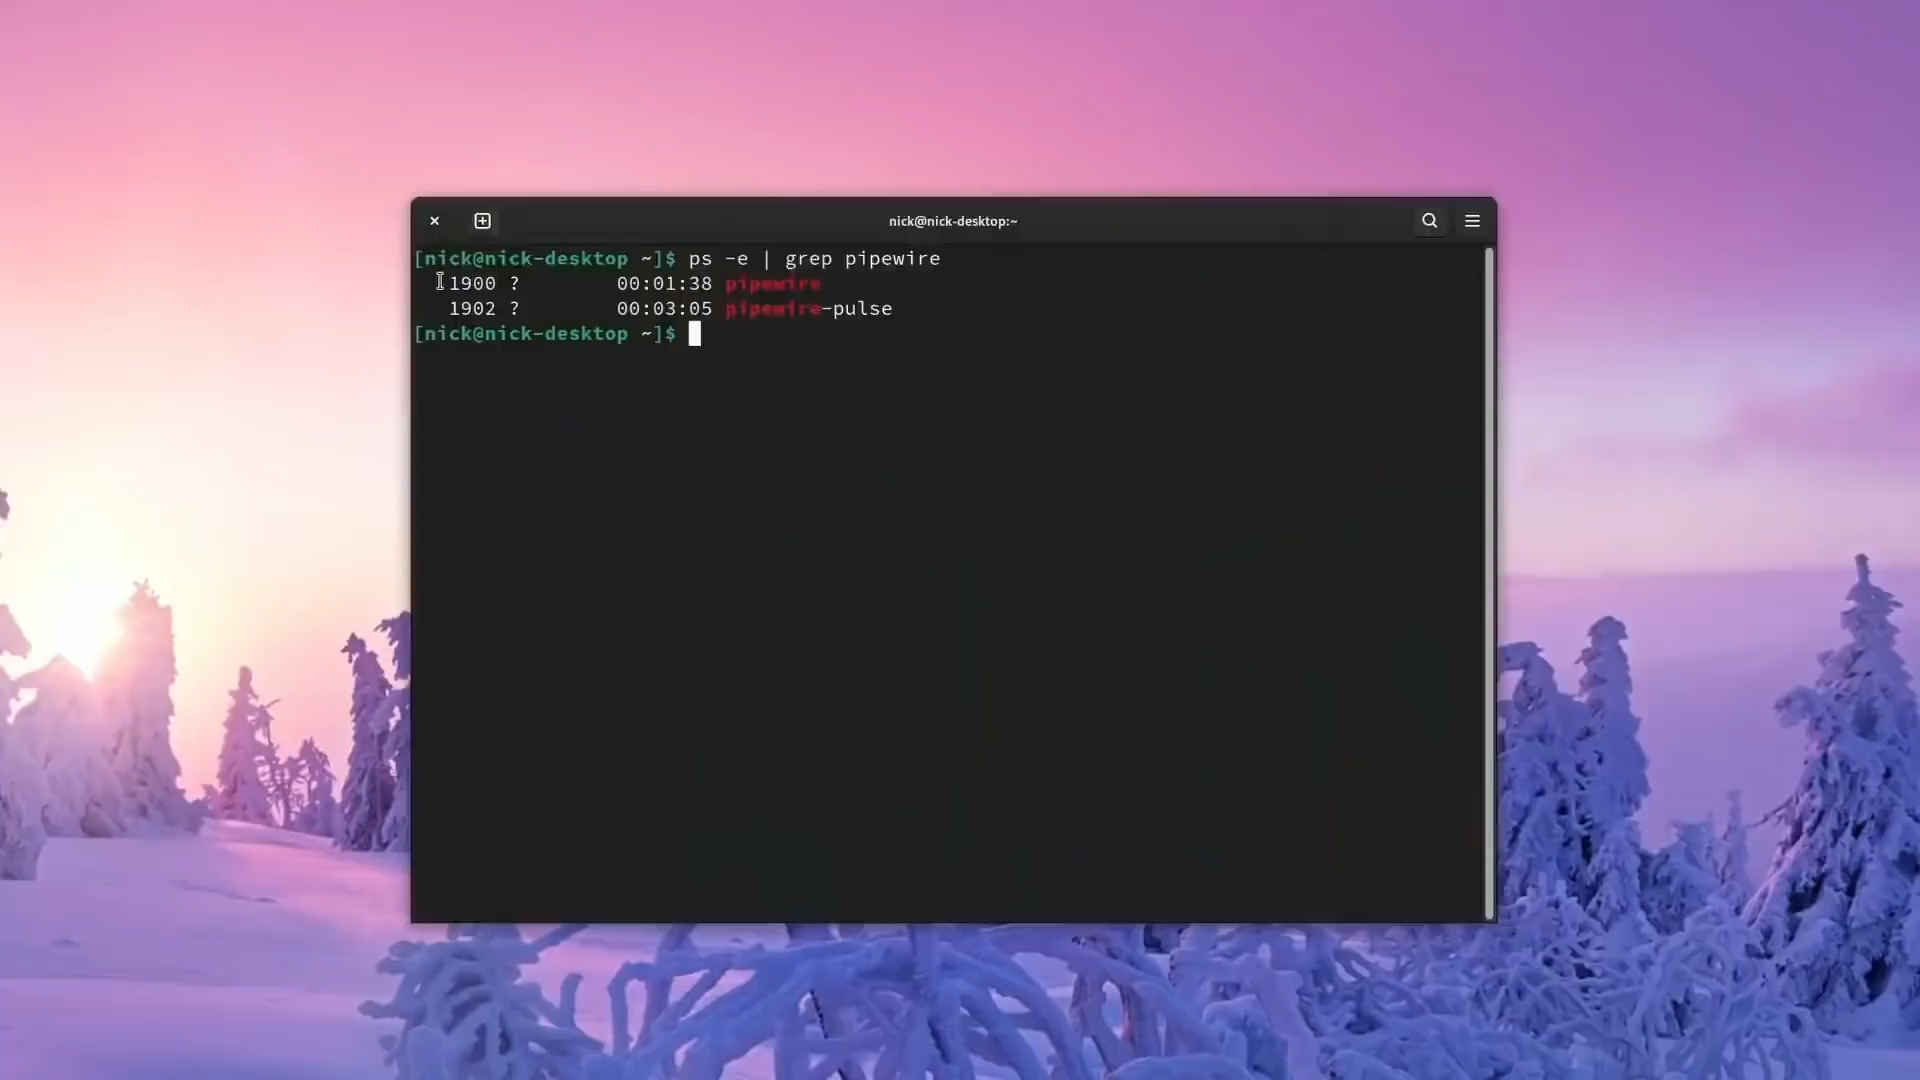 nick@nick-desktop:~
[nick@nick-desktop ~]$ ps -e | grep pipewire
1900 ? 00:01:38 pipewire
1902 ? 00:03:05 pipewire-pulse
[nick@nick-desktop ~]$